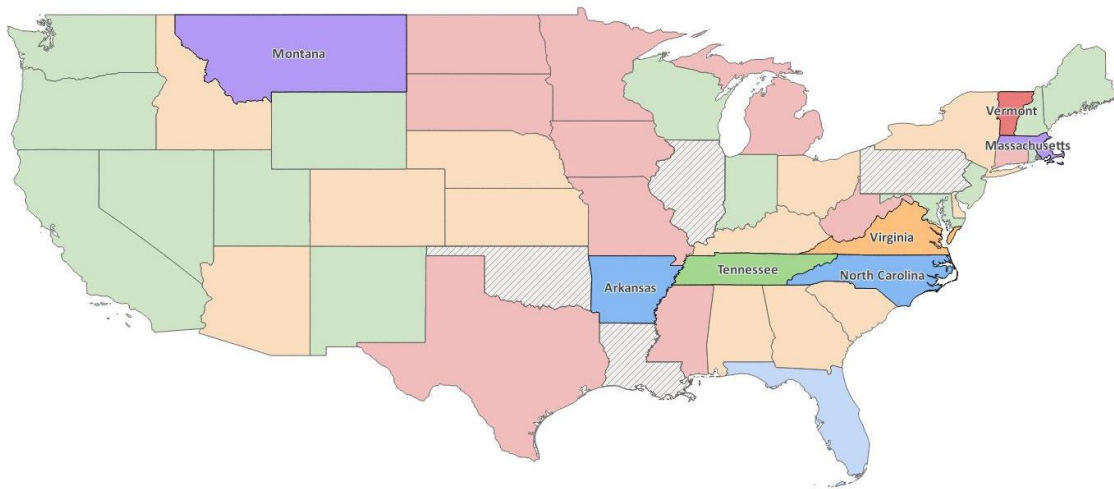 Montana
Vermont
Massachusetts
Virginia
Tennessee
North Carolina
Arkansas